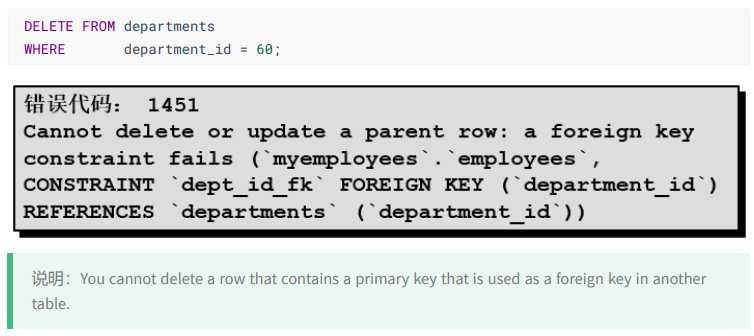 DELETE FROM departments
WHERE       department_id = 60;
错误代码： 1451
Cannot delete or update a parent row: a foreign key
constraint fails (`myemployees`.`employees`,
CONSTRAINT `dept_id_fk` FOREIGN KEY (`department_id`)
REFERENCES `departments` (`department_id`))
说明：You cannot delete a row that contains a primary key that is used as a foreign key in another
table.